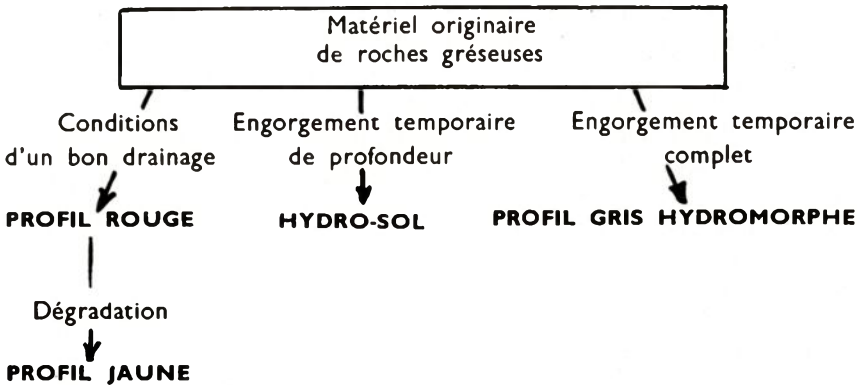 Matériel originaire
de roches gréseuses
Conditions
d'un bon drainage
Engorgement temporaire
de profondeur
Engorgement temporaire
complet
PROFIL ROUGE
HYDRO-SOL
PROFIL GRIS HYDROMORPHE
Dégradation
PROFIL JAUNE